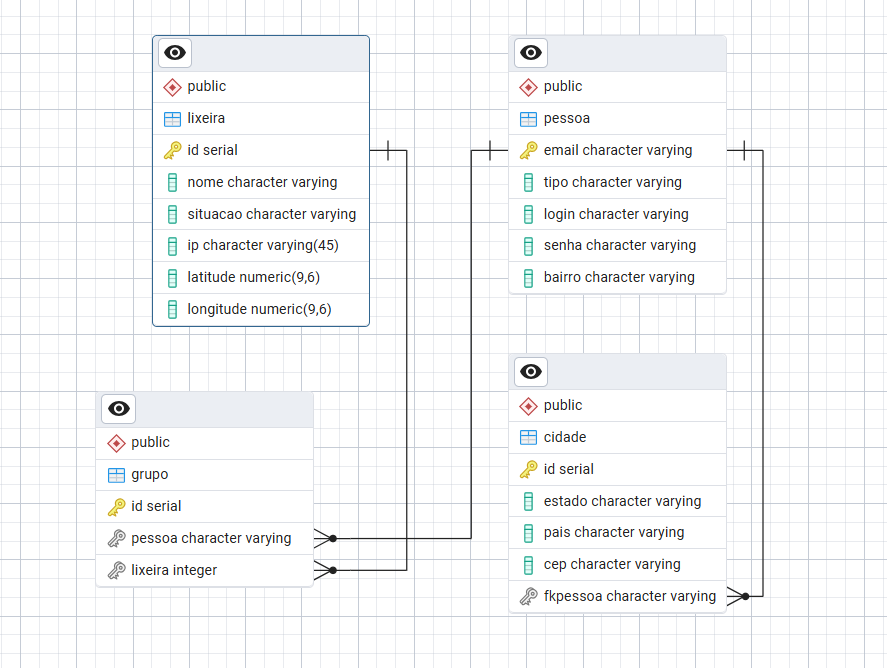 public
lixeira
id serial
nome character varying
situacao character varying
ip character varying(45)
latitude numeric(9,6)
longitude numeric(9,6)
public
pessoa
email character varying
tipo character varying
login character varying
senha character varying
bairro character varying
public
grupo
id serial
pessoa character varying
lixeira integer
public
cidade
id serial
estado character varying
pais character varying
cep character varying
fkpessoa character varying